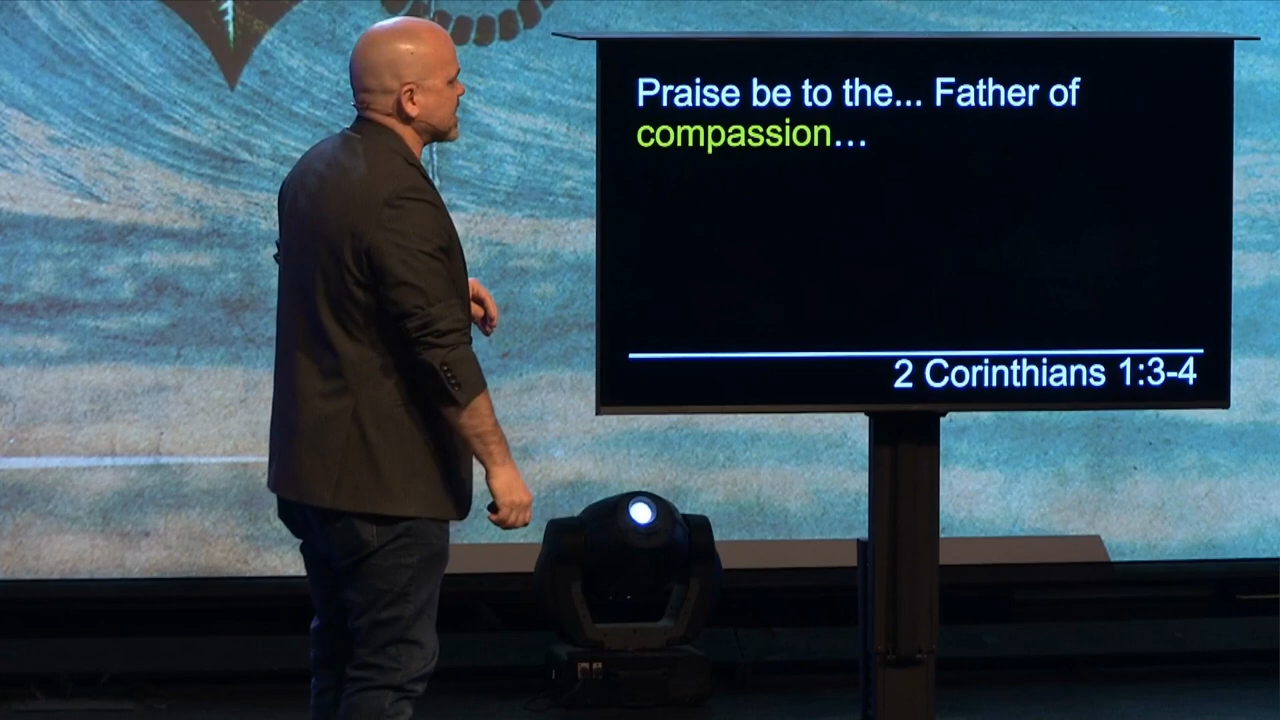 Praise be to the... Father of
compassion...
2 Corinthians 1:3-4